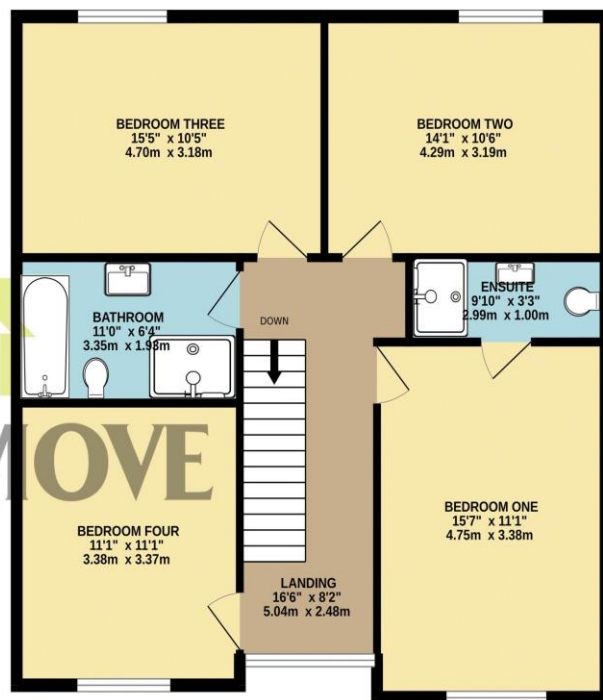 BEDROOM THREE
15'5" x 10'5"
4.70m x 3.18m
BEDROOM TWO
14'1" x 10'6"
4.29m x 3.19m
BATHROOM
11'0" x 6'4"
3.35m x 1.93m
DOWN
ENSUITE
9'10" x 3'3"
2.99m x 1.00m
MOVE
BEDROOM FOUR
11'1" x 11'1"
3.38m x 3.37m
BEDROOM ONE
15'7" x 11'1"
4.75m x 3.38m
LANDING
16'6" x 8'2"
5.04m x 2.48m